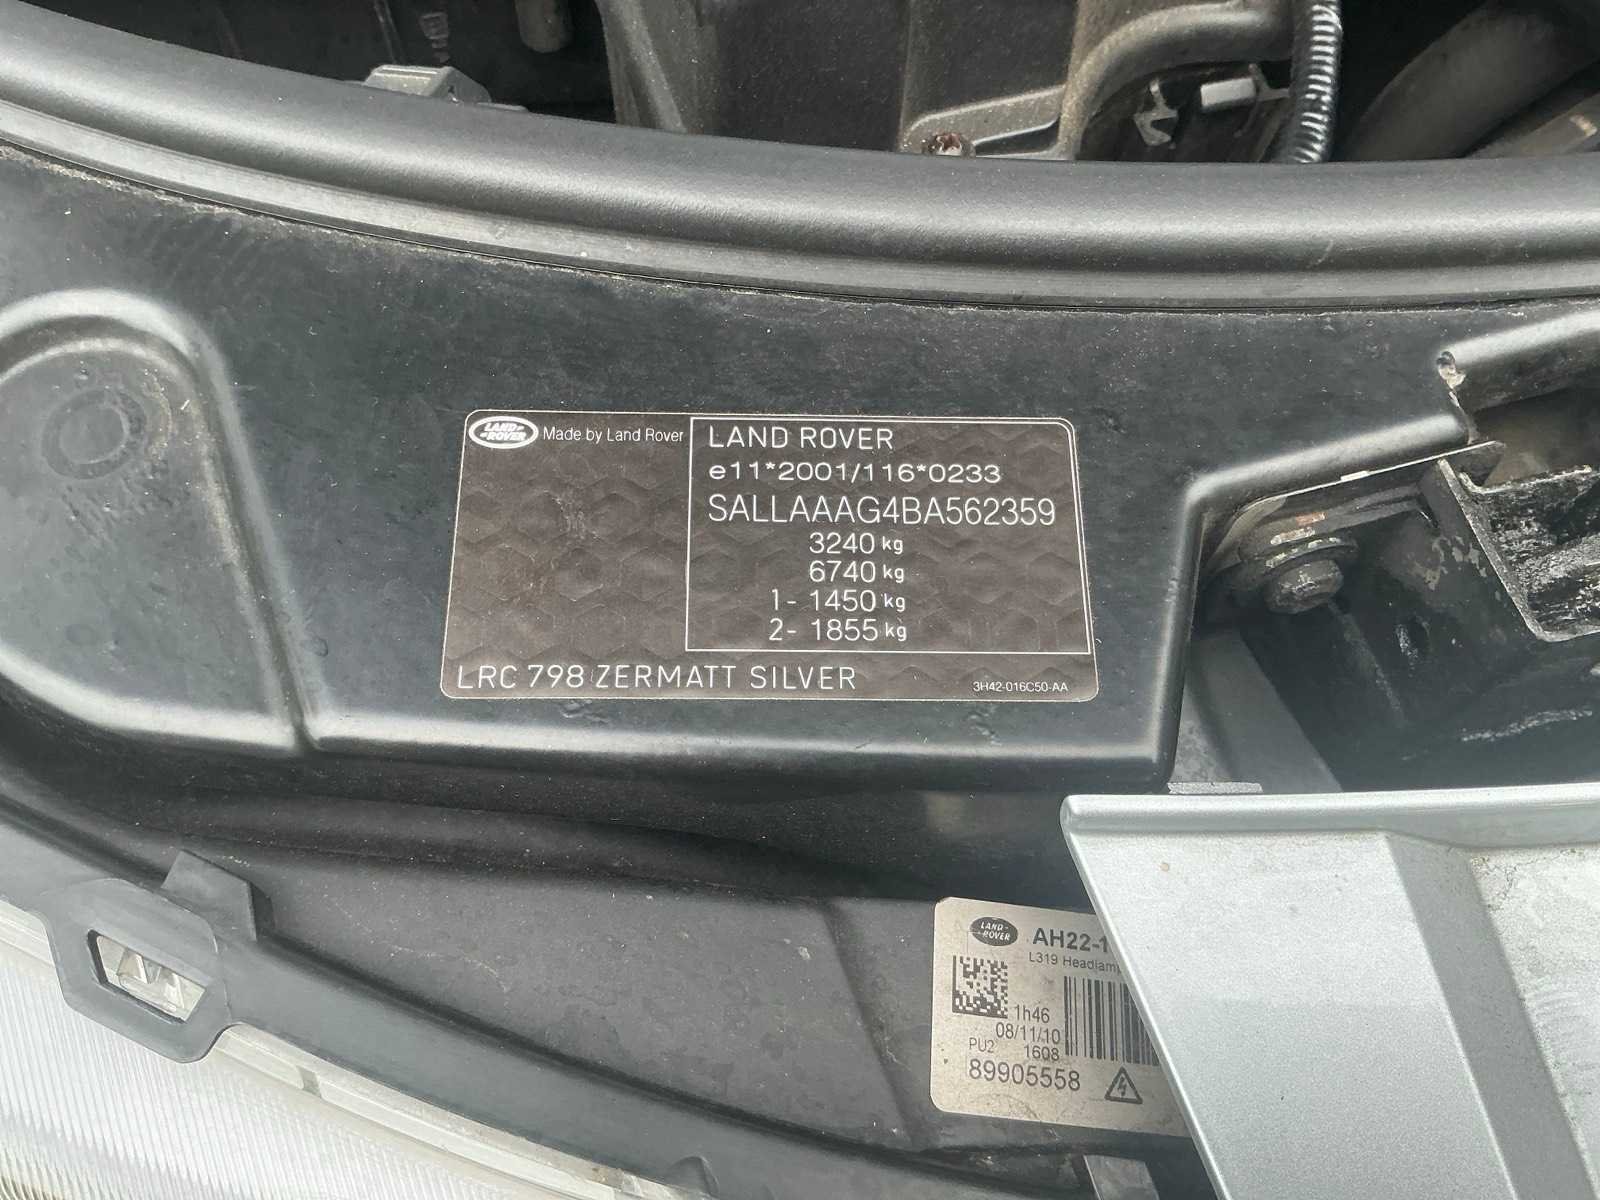 LAND-
-ROVER
Made by Land Rover
LAND ROVER
e11*2001/116*0233
SALLAAAG4BA562359
3240 kg
6740 kg
1- 1450 kg
2- 1855 kg
LRC 798 ZERMATT SILVER
3H42-016C50-AA
LAND-
-ROVER
AH22-1
L319 Headlam
1h46
08/11/10
PU2
1608
89905558